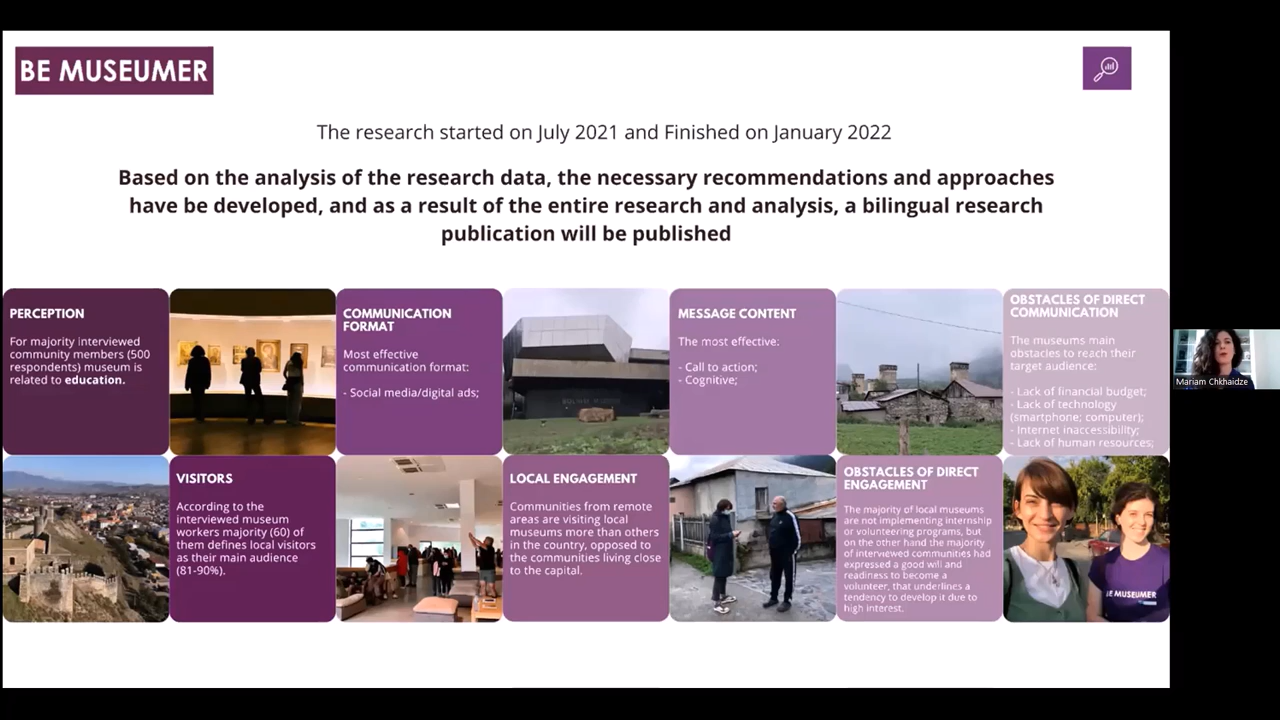 BE MUSEUMER
The research started on July 2021 and Finished on January 2022
Based on the analysis of the research data, the necessary recommendations and approaches
have be developed, and as a result of the entire research and analysis, a bilingual research
publication will be published
PERCEPTION
For majority interviewed
community members (500
respondents) museum is
related to education.
COMMUNICATION
FORMAT
Most effective
communication format:
- Social media/digital ads;
MESSAGE CONTENT
The most effective:
- Call to action;
- Cognitive;
OBSTACLES OF DIRECT
COMMUNICATION
The museums main
obstacles to reach their
target audience:
- Lack of financial budget;
- Lack of technology
(smartphone; computer);
- Internet inaccessibility;
- Lack of human resources;
VISITORS
According to the
interviewed museum
workers majority (60) of
them defines local visitors
as their main audience
(81-90%).
LOCAL ENGAGEMENT
Communities from remote
areas are visiting local
museums more than others
in the country, opposed to
the communities living close
to the capital.
OBSTACLES OF DIRECT
ENGAGEMENT
The majority of local museums
are not implementing internship
or volunteering programs, but
on the other hand the majority
of interviewed communities had
expressed a good will and
readiness to become a
volunteer, that underlines a
tendency to develop it due to
high interest.
BE MUSEUMER
Mariam Chkhaidze